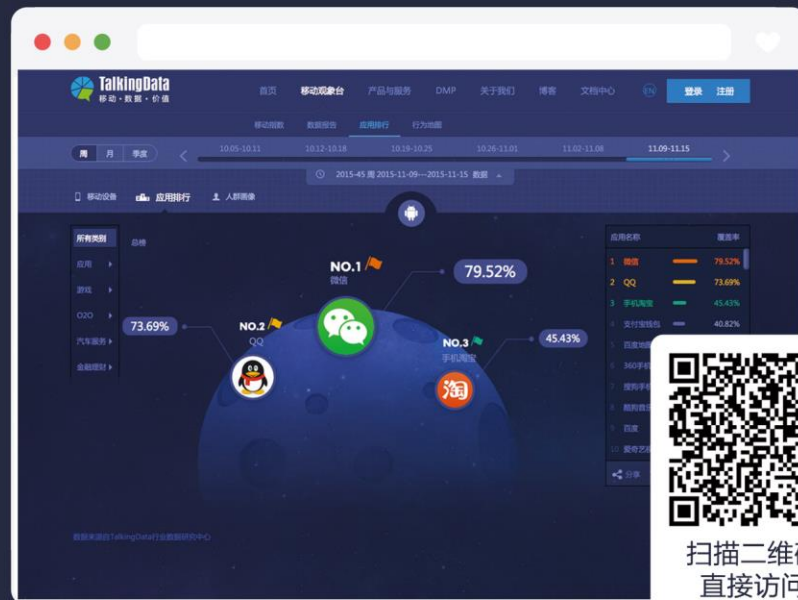 TalkingData
移动·数据·价值
首页 移动观象台 产品与服务 DMP 关于我们 博客 文档中心 EN 登录 注册
移动指数 数据报告 应用排行 行为地图
周 月 季度 10.05-10.11 10.12-10.18 10.19-10.25 10.26-11.01 11.02-11.08 11.09-11.15
2015-45 周 2015-11-09---2015-11-15 数据
移动设备 应用排行 人群画像
所有类别
应用
游戏
O2O
汽车服务
金融理财
总榜
NO.1
微信
79.52%
73.69%
NO.2
QQ
NO.3
手机淘宝
45.43%
淘
应用名称 覆盖率
1 微信 79.52%
2 QQ 73.69%
3 手机淘宝 45.43%
4 支付宝钱包 40.82%
5 百度地
6 360手机
7 搜狗手机
8 酷狗音乐
9 百度
10 爱奇艺
分享
数据来源自TalkingData行业数据研究中心
扫描二维
直接访问